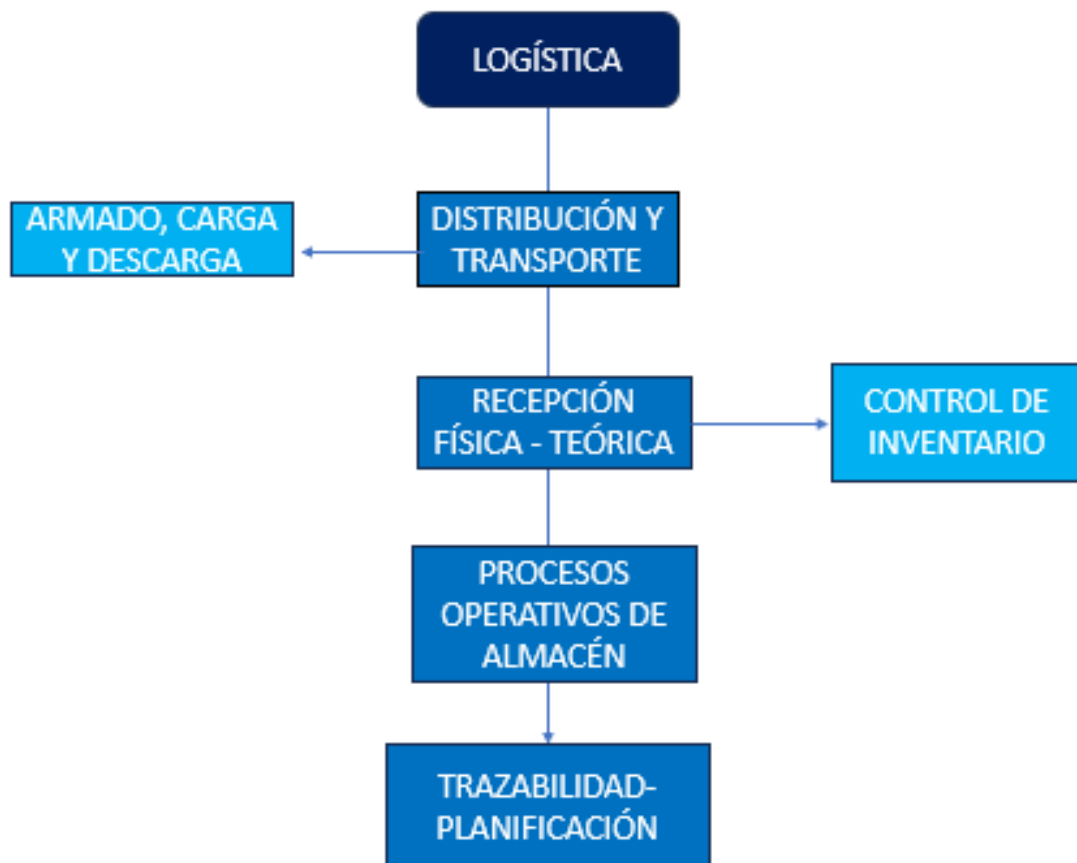 LOGÍSTICA
ARMADO, CARGA
Y DESCARGA
DISTRIBUCIÓN Y
TRANSPORTE
RECEPCIÓN
FÍSICA - TEÓRICA
CONTROL DE
INVENTARIO
PROCESOS
OPERATIVOS DE
ALMACÉN
TRAZABILIDAD-
PLANIFICACIÓN